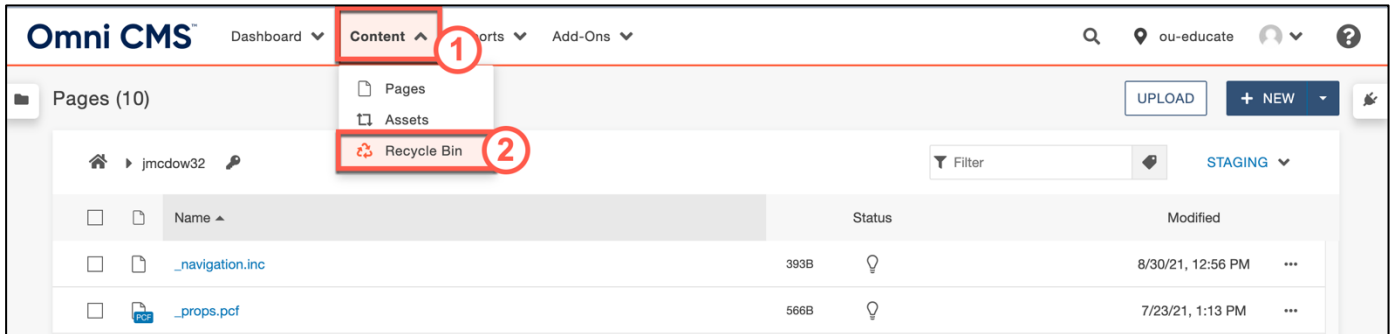 Omni CMS™ Dashboard Content 1 orts Add-Ons ou-educate ?
Pages
Pages (10) UPLOAD + NEW
Assets
Recycle Bin 2
jmcdow32 Filter STAGING
Name Status Modified
_navigation.inc 393B 8/30/21, 12:56 PM ...
PCF _props.pcf 566B 7/23/21, 1:13 PM ...